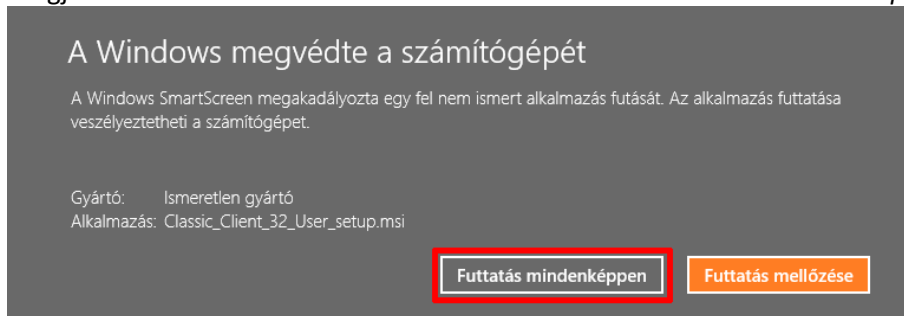 A Windows megvédte a számítógépét
A Windows SmartScreen megakadályozta egy fel nem ismert alkalmazás futását. Az alkalmazás futtatása
veszélyeztetheti a számítógépet.
Gyártó: Ismeretlen gyártó
Alkalmazás: Classic_Client_32_User_setup.msi
Futtatás mindenképpen
Futtatás mellőzése